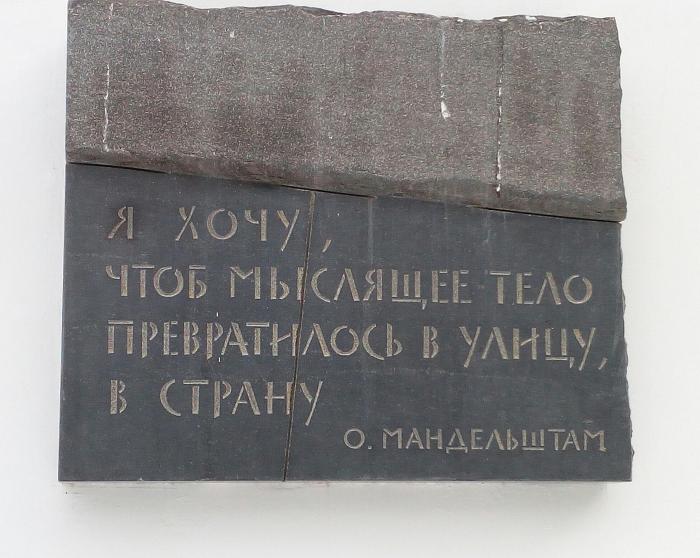 Я ХОЧУ,
ЧТОБ МЫСЛЯЩЕЕ ТЕЛО
ПРЕВРАТИЛОСЬ В УЛИЦУ,
В СТРАНУ
О. МАНДЕЛЬШТАМ